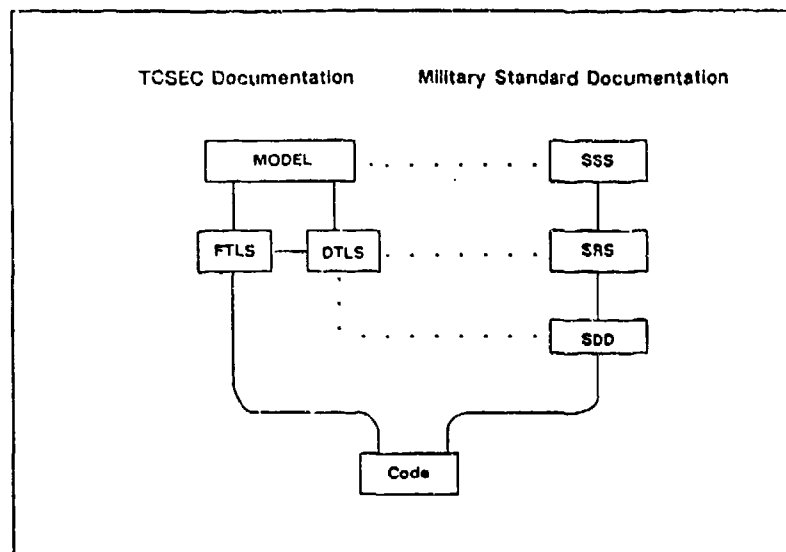 TCSEC Documentation
Military Standard Documentation
MODEL
SSS
FTLS
DTLS
SRS
SDD
Code